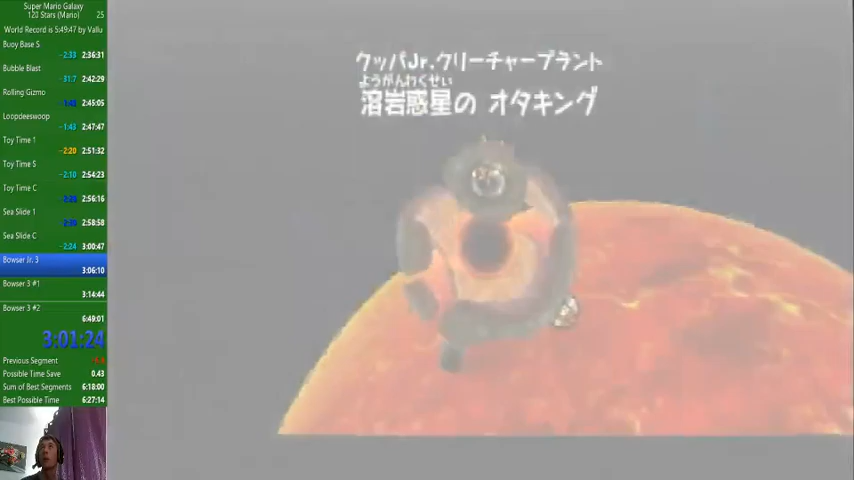 Super Mario Galaxy
120 Stars (Mario) 25
World Record is 5:49:47 by Vallu
Buoy Base S
-2:33 2:36:31
Bubble Blast
-31.7 2:42:29
Rolling Gizmo
-1:43 2:45:05
Loopdeeswoop
-1:43 2:47:47
Toy Time 1
-2:20 2:51:32
Toy Time S
-2:10 2:54:23
Toy Time C
2:56:16
Sea Slide 1
2:58:58
Sea Slide C
-2:24 3:00:47
Bowser Jr. 3
3:06:10
Bowser 3 #1
3:14:44
Bowser 3 #2
6:49:01
3:01:24
Previous Segment
Possible Time Save 0.43
Sum of Best Segments 6:18:00
Best Possible Time 6:27:14
クッパJr.クリーチャープラント
ようがんわくせい
溶岩惑星の オタキング